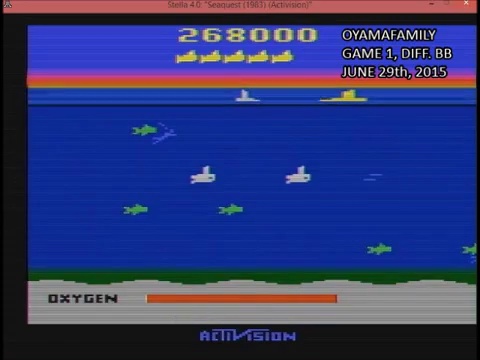 Stella 4.0: "Seaquest (1983) (Activision)"
268000
OYAMAFAMILY
GAME 1, DIFF. BB
JUNE 29th, 2015
OXYGEN
ACTIVISION